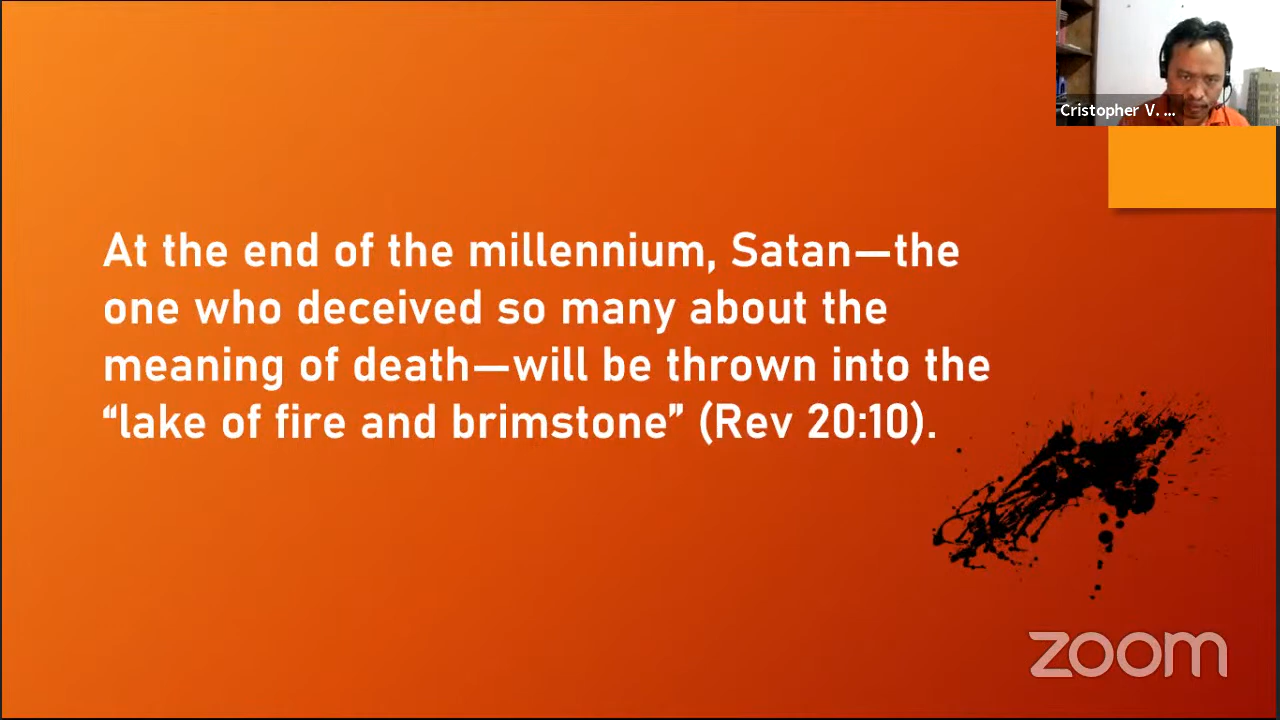 Cristopher V. ...
At the end of the millennium, Satan—the
one who deceived so many about the
meaning of death—will be thrown into the
“lake of fire and brimstone” (Rev 20:10).
zoom